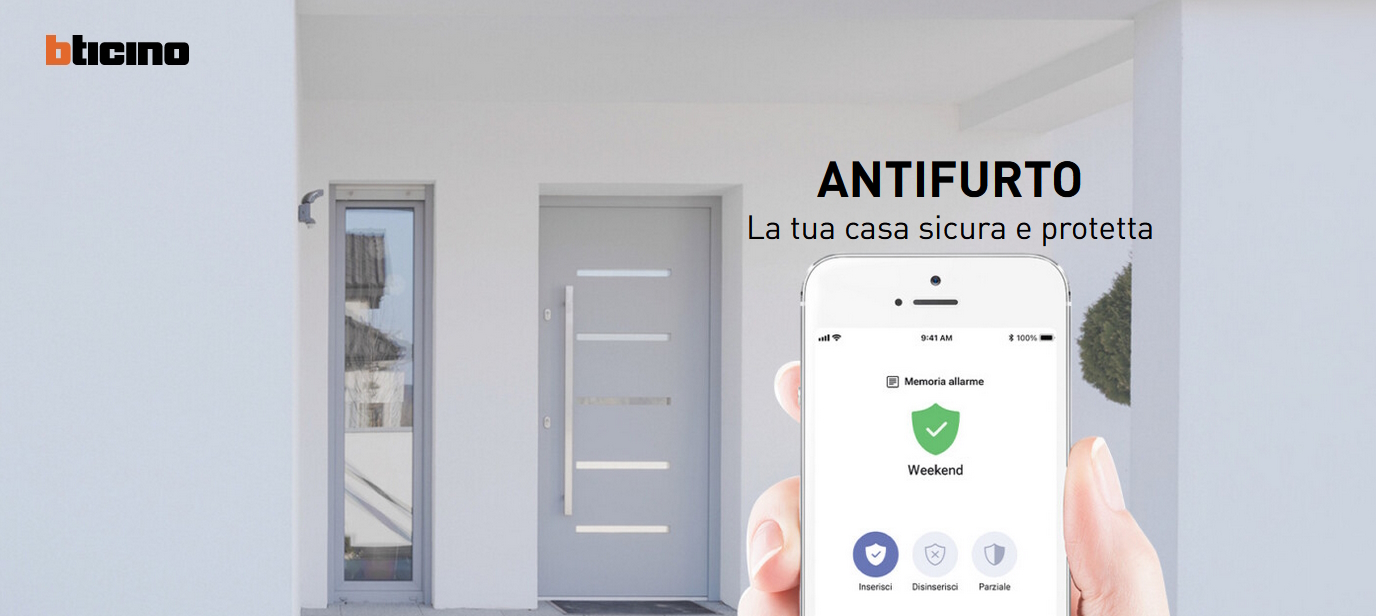 bticino
ANTIFURTO
La tua casa sicura e protetta
9:41 AM
100%
Memoria allarme
Weekend
Inserisci
Disinserisci
Parziale